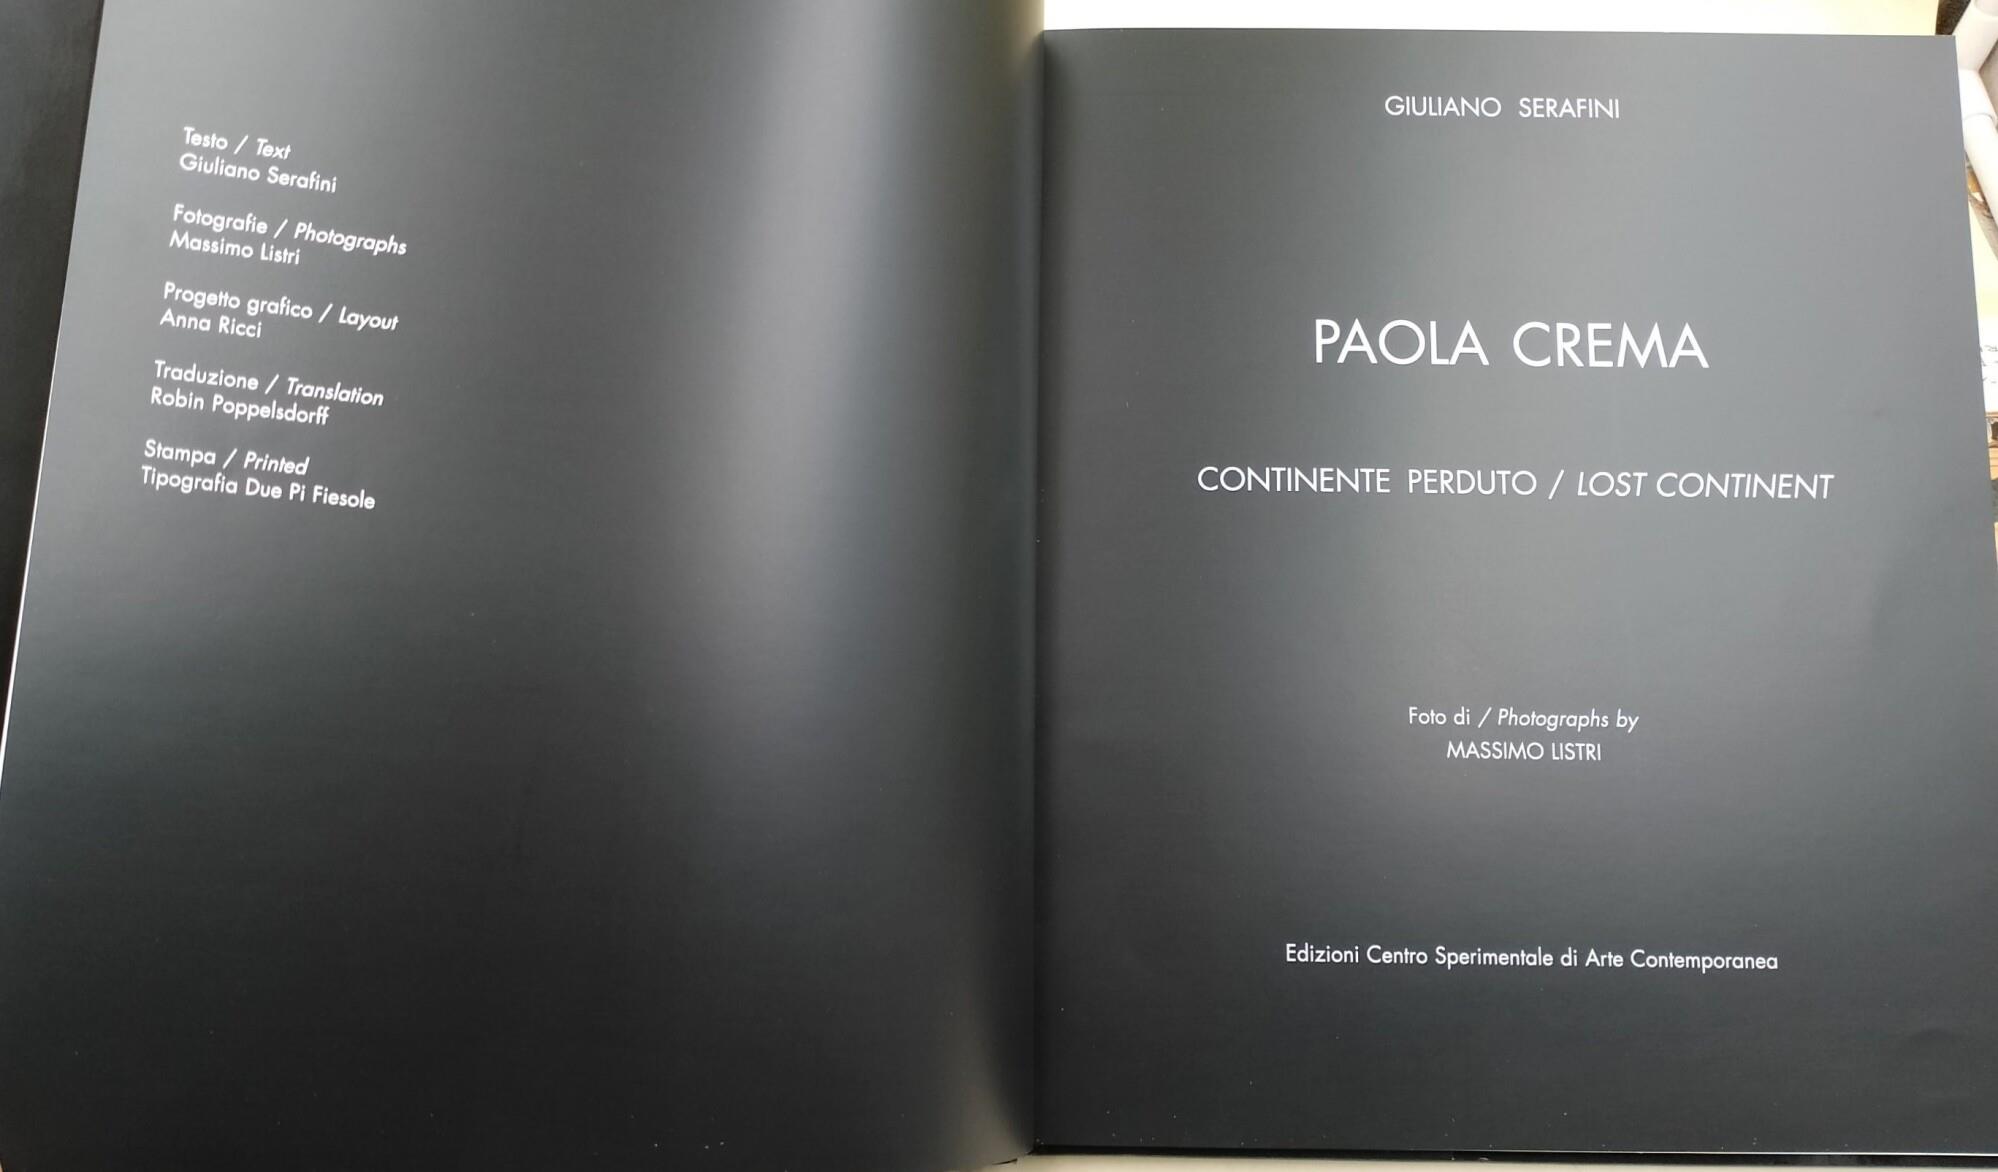 Testo / Text
Giuliano Serafini
Fotografie / Photographs
Massimo Listri
Progetto grafico / Layout
Anna Ricci
Traduzione / Translation
Robin Poppelsdorff
Stampa / Printed
Tipografia Due Pi Fiesole
GIULIANO SERAFINI
PAOLA CREMA
CONTINENTE PERDUTO / LOST CONTINENT
Foto di / Photographs by
MASSIMO LISTRI
Edizioni Centro Sperimentale di Arte Contemporanea